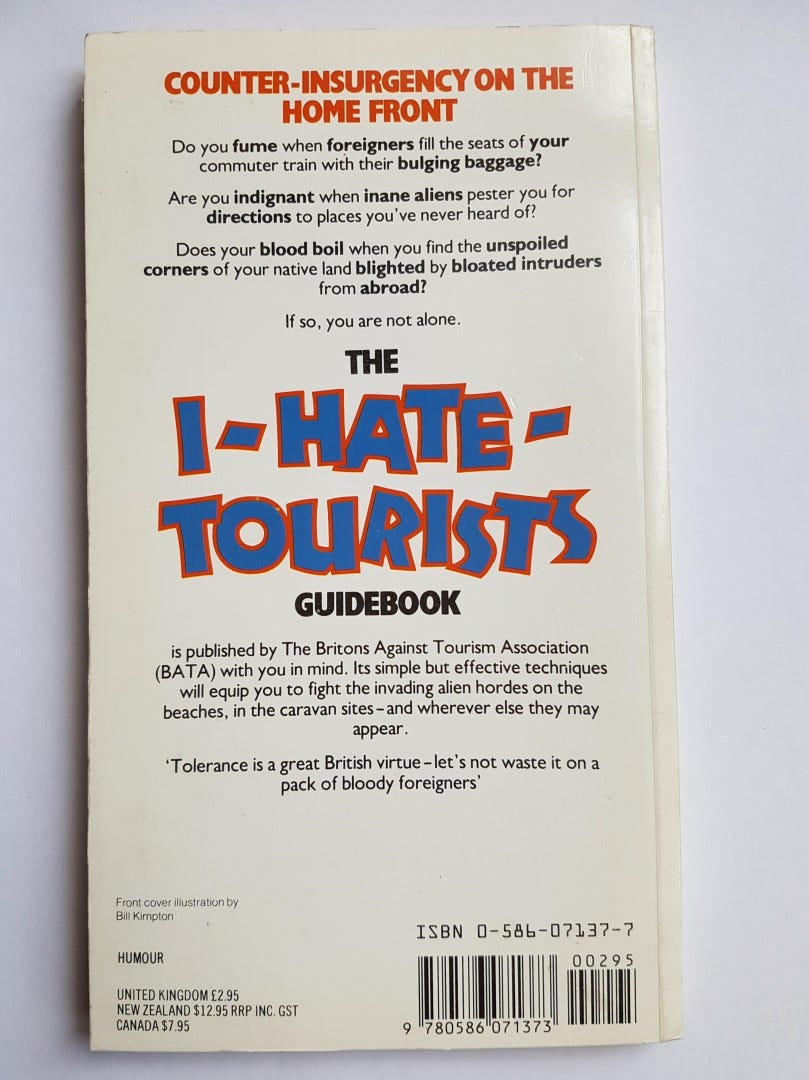 COUNTER-INSURGENCY ON THE
HOME FRONT
Do you fume when foreigners fill the seats of your
commuter train with their bulging baggage?
Are you indignant when inane aliens pester you for
directions to places you've never heard of?
Does your blood boil when you find the unspoiled
corners of your native land blighted by bloated intruders
from abroad?
If so, you are not alone.
THE
I-HATE-
TOURISTS
GUIDEBOOK
is published by The Britons Against Tourism Association
(BATA) with you in mind. Its simple but effective techniques
will equip you to fight the invading alien hordes on the
beaches, in the caravan sites–and wherever else they may
appear.
'Tolerance is a great British virtue–let's not waste it on a
pack of bloody foreigners'
Front cover illustration by
Bill Kimpton
HUMOUR
UNITED KINGDOM £2.95
NEW ZEALAND $12.95 RRP INC. GST
CANADA $7.95
ISBN 0-586-07137-7
00295
9 780586 071373